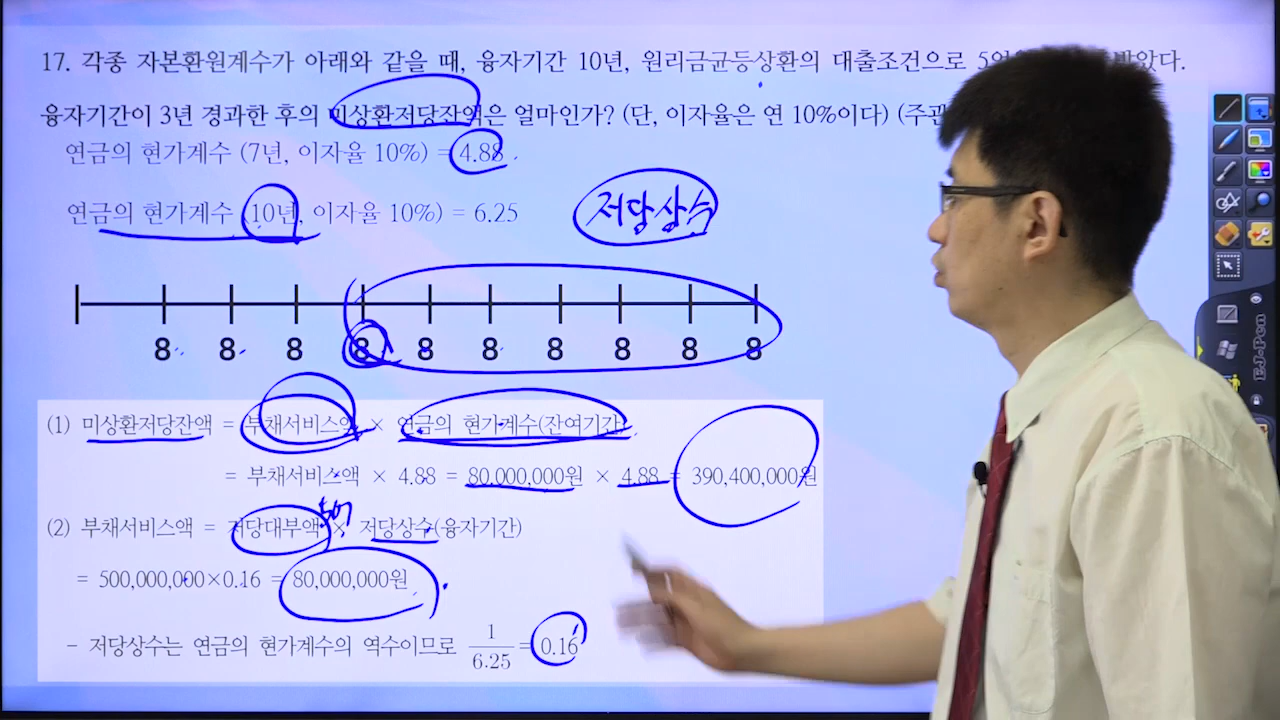 17. 각종 자본환원계수가 아래와 같을 때, 융자기간 10년, 원리금균등상환의 대출조건으로 5억 받았다.
융자기간이 3년 경과한 후의 미상환저당잔액은 얼마인가? (단, 이자율은 연 10%이다) (주관
연금의 현가계수 (7년, 이자율 10%) = 4.88
연금의 현가계수 (10년, 이자율 10%) = 6.25
저당상수
8 8 8 8 8 8 8 8 8 8
(1) 미상환저당잔액 = 부채서비스액 × 연금의 현가계수(잔여기간)
= 부채서비스액 × 4.88 = 80,000,000원 × 4.88 = 390,400,000원
5억
(2) 부채서비스액 = 저당대부액 × 저당상수(융자기간)
= 500,000,000×0.16 = 80,000,000원
- 저당상수는 연금의 현가계수의 역수이므로 1/6.25 = 0.16
EJ-Pen